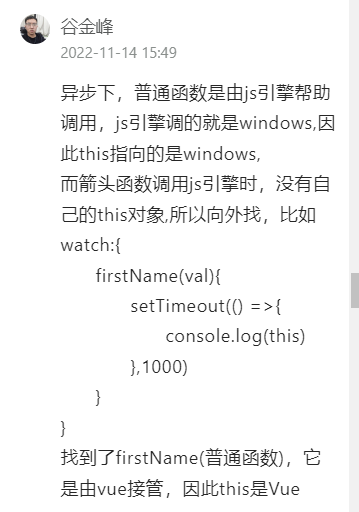 谷金峰
2022-11-14 15:49
异步下，普通函数是由js引擎帮助
调用，js引擎调的就是windows,因
此this指向的是windows,
而箭头函数调用js引擎时，没有自
己的this对象,所以向外找，比如
watch:{
firstName(val){
setTimeout(() =>{
console.log(this)
},1000)
}
}
找到了firstName(普通函数)，它
是由vue接管，因此this是Vue